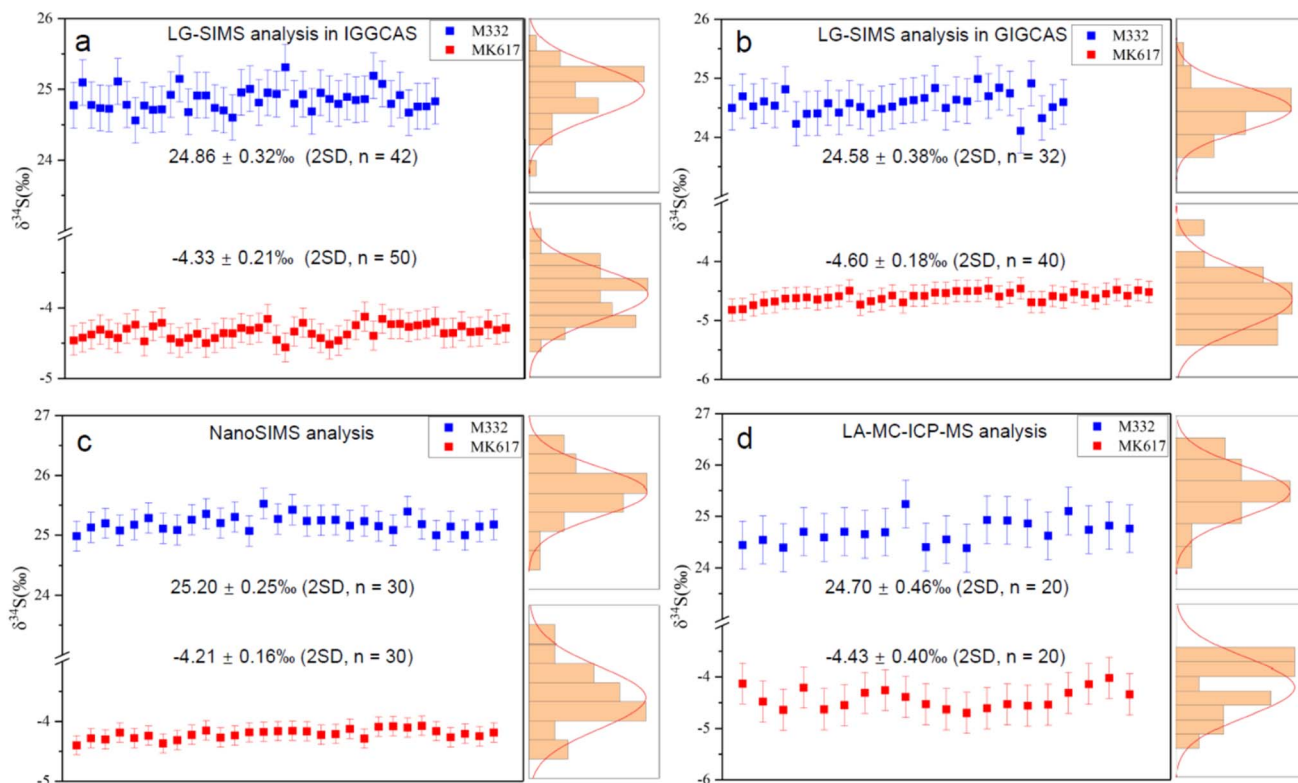 a
LG-SIMS analysis in IGGCAS
M332
MK617
26
25
24
-4
-5
δ³⁴S(‰)
24.86 ± 0.32‰ (2SD, n = 42)
-4.33 ± 0.21‰ (2SD, n = 50)
b
LG-SIMS analysis in GIGCAS
M332
MK617
26
25
24
-4
-5
-6
δ³⁴S(‰)
24.58 ± 0.38‰ (2SD, n = 32)
-4.60 ± 0.18‰ (2SD, n = 40)
c
NanoSIMS analysis
M332
MK617
27
26
25
24
-4
-5
δ³⁴S(‰)
25.20 ± 0.25‰ (2SD, n = 30)
-4.21 ± 0.16‰ (2SD, n = 30)
d
LA-MC-ICP-MS analysis
M332
MK617
27
26
25
24
-4
-5
-6
δ³⁴S(‰)
24.70 ± 0.46‰ (2SD, n = 20)
-4.43 ± 0.40‰ (2SD, n = 20)